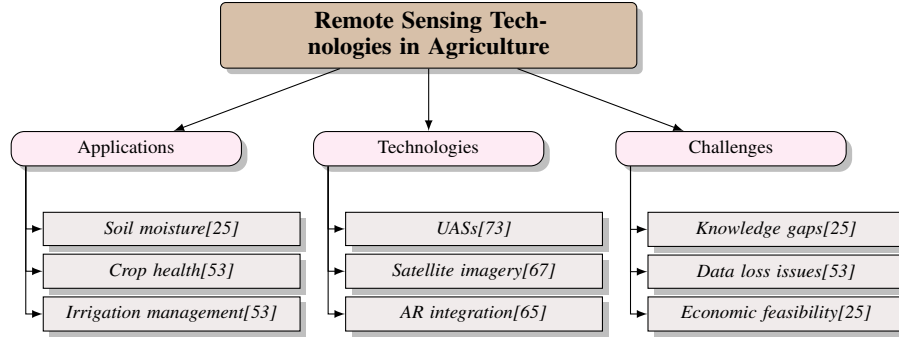 Remote Sensing Tech-
nologies in Agriculture
Applications
Technologies
Challenges
Soil moisture[25]
UASs[73]
Knowledge gaps[25]
Crop health[53]
Satellite imagery[67]
Data loss issues[53]
Irrigation management[53]
AR integration[65]
Economic feasibility[25]